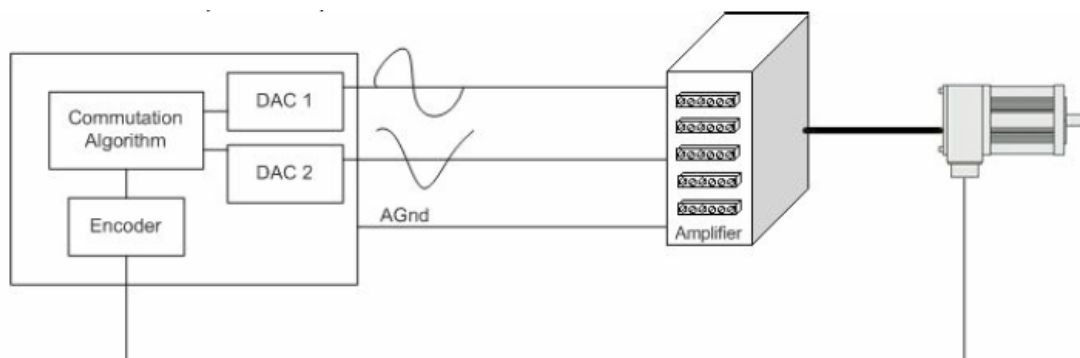 DAC 1
Commutation
Algorithm
DAC 2
AGnd
Encoder
Amplifier